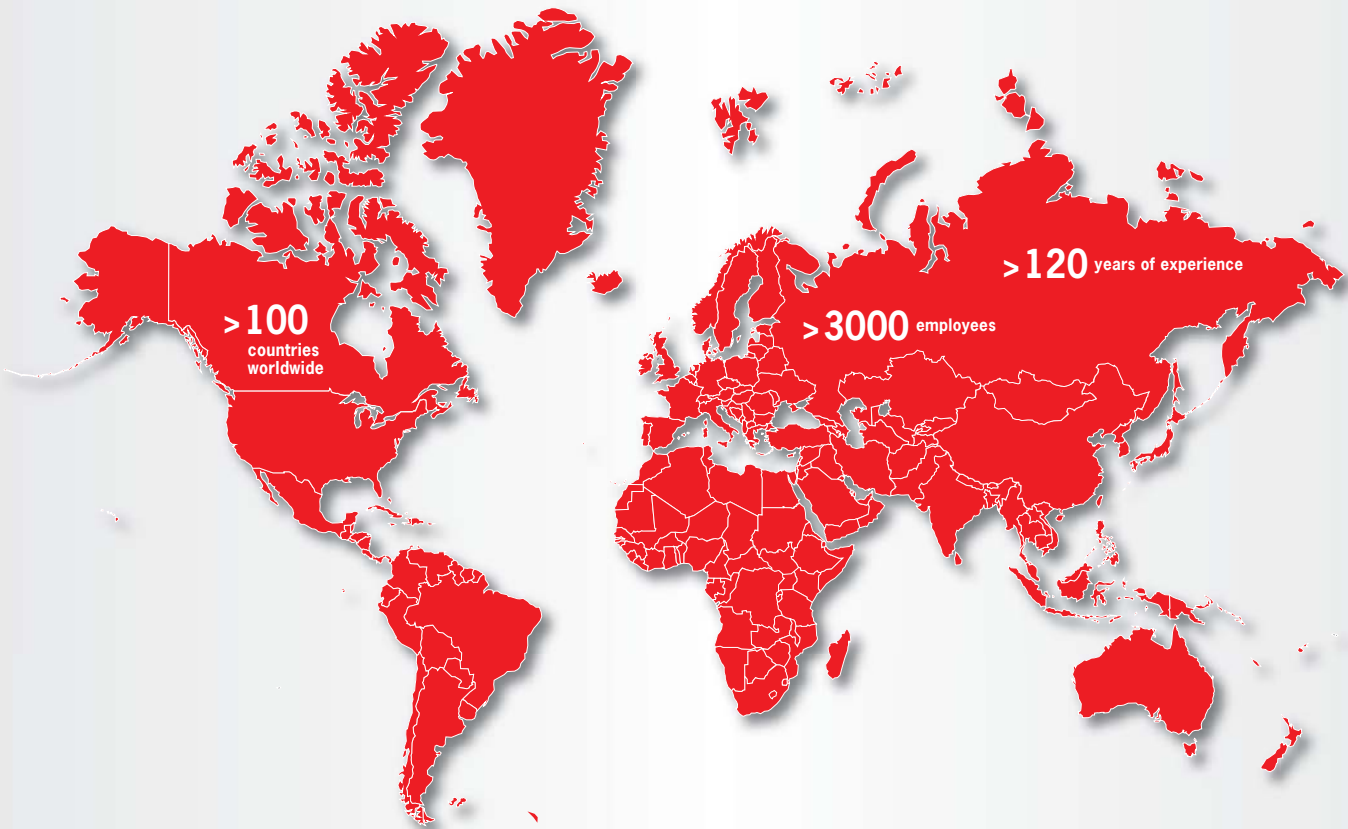 > 120 years of experience
> 100
countries
worldwide
> 3000 employees